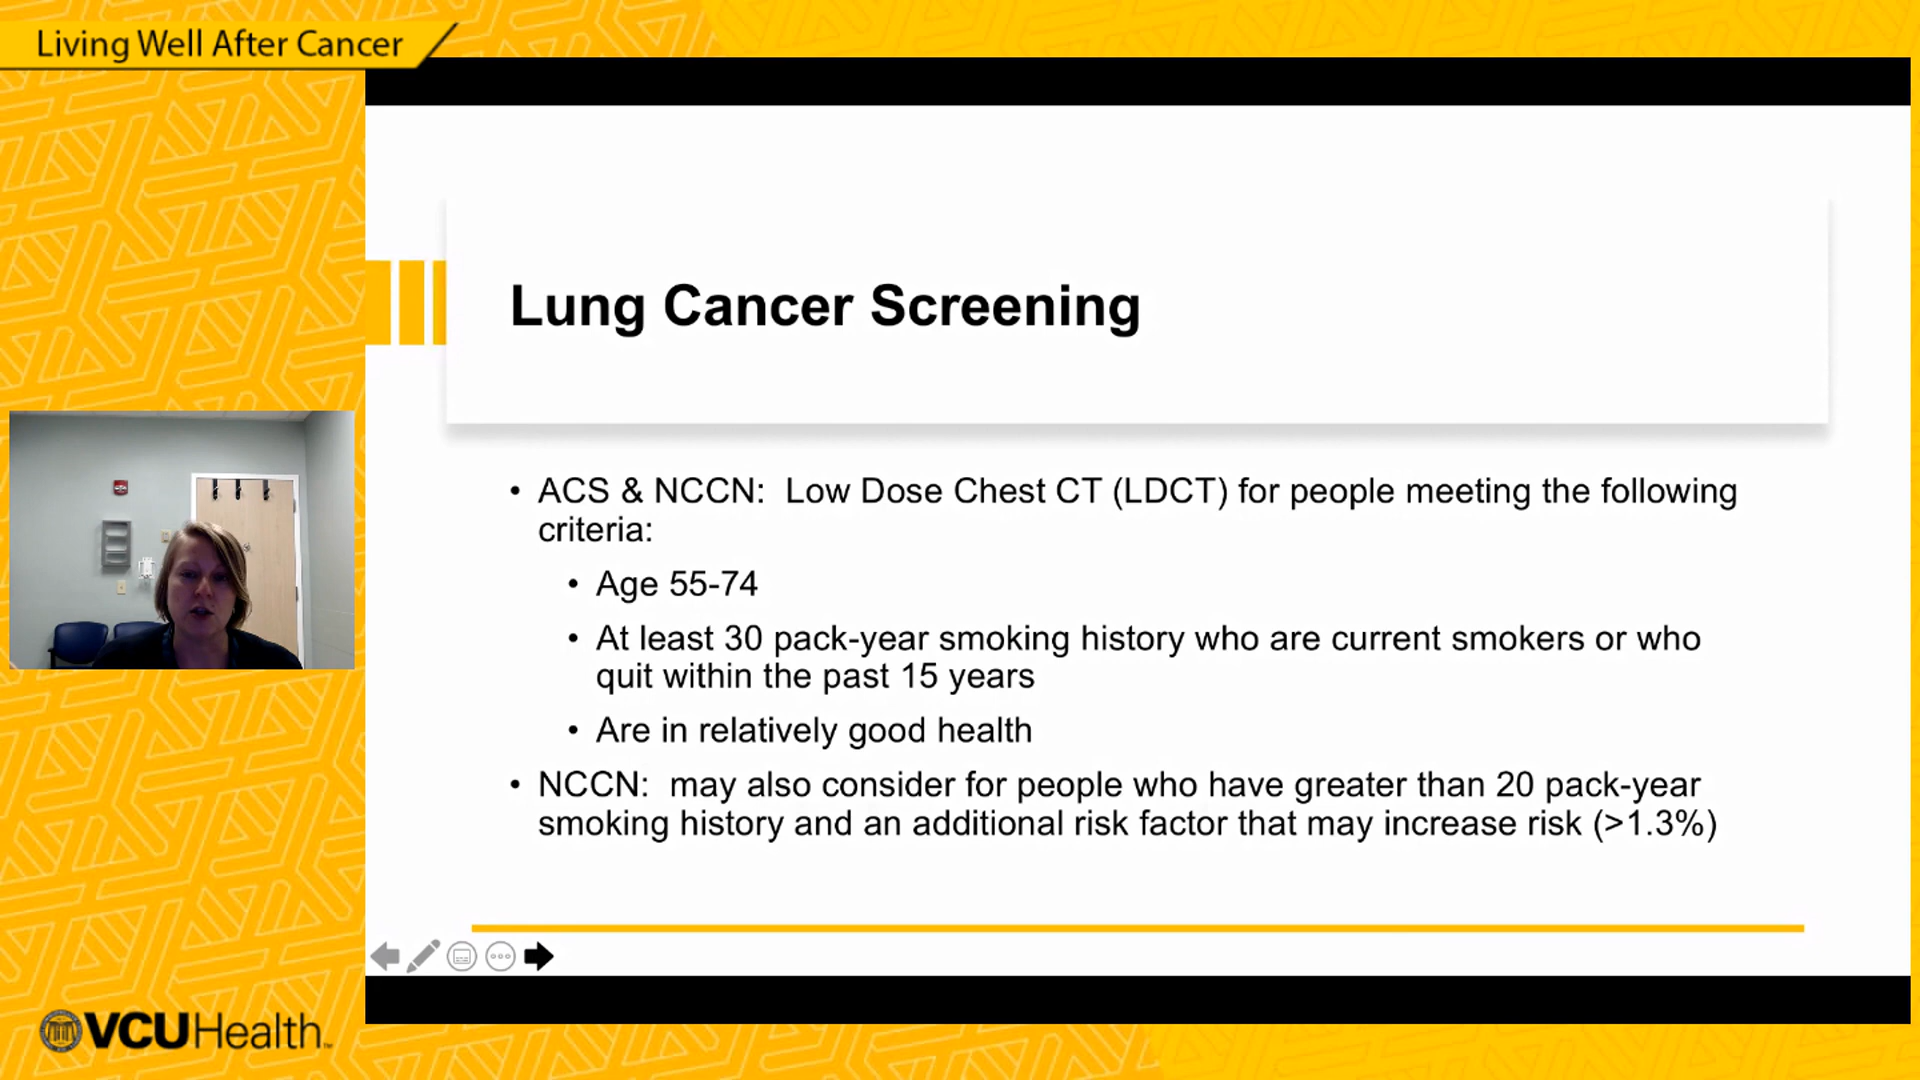 Living Well After Cancer
Lung Cancer Screening
• ACS & NCCN:  Low Dose Chest CT (LDCT) for people meeting the following
criteria:
• Age 55-74
• At least 30 pack-year smoking history who are current smokers or who
quit within the past 15 years
• Are in relatively good health
• NCCN:  may also consider for people who have greater than 20 pack-year
smoking history and an additional risk factor that may increase risk (>1.3%)
VCUHealth™